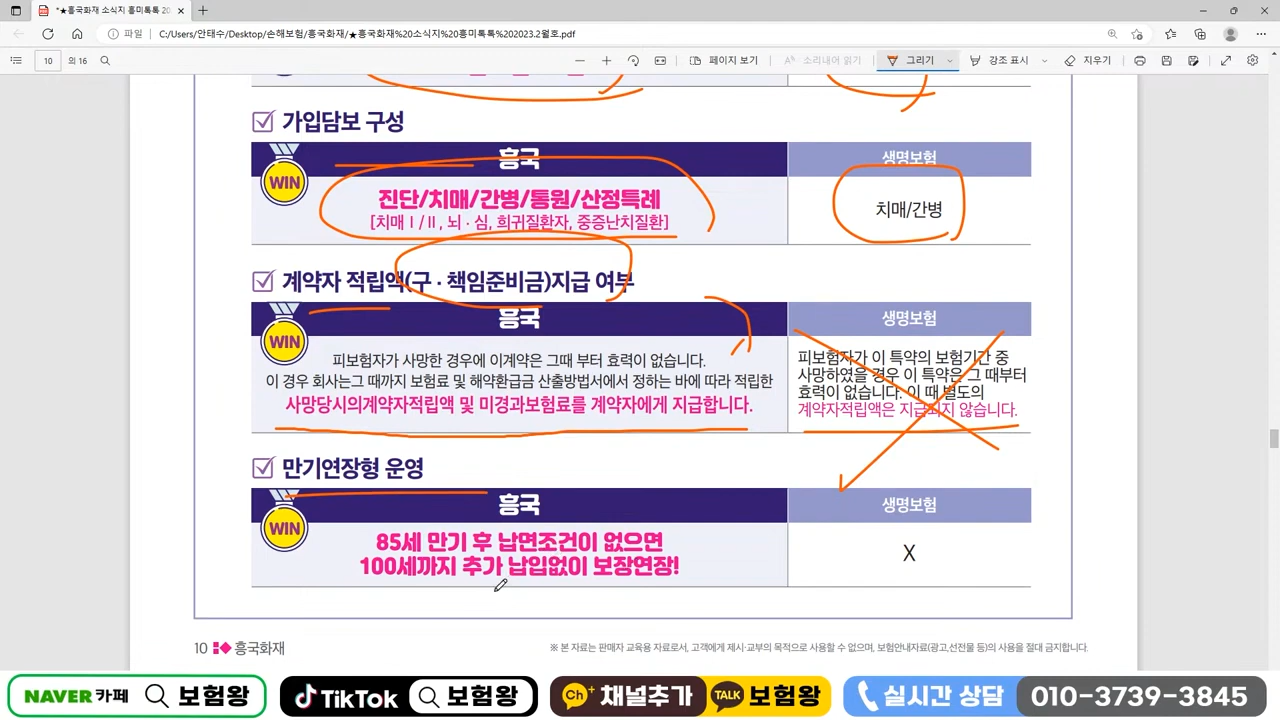 *★흥국화재 소식지 흥미톡톡 20
파일
C:/Users/안태수/Desktop/손해보험/흥국화재/★흥국화재%20소식지%20흥미톡톡%202023.2월호.pdf
10 의 16
페이지 보기
소리내어 읽기
그리기
강조 표시
지우기
가입담보 구성
흥국 생명보험
WIN
진단/치매/간병/통원/산정특례
[치매Ⅰ/Ⅱ, 뇌·심, 희귀질환자, 중증난치질환]
치매/간병
계약자 적립액(구·책임준비금)지급 여부
흥국 생명보험
WIN
피보험자가 사망한 경우에 이계약은 그때 부터 효력이 없습니다.
이 경우 회사는그 때까지 보험료 및 해약환급금 산출방법서에서 정하는 바에 따라 적립한
사망당시의계약자적립액 및 미경과보험료를 계약자에게 지급합니다.
피보험자가 이 특약의 보험기간 중
사망하였을 경우 이 특약은 그 때부터
효력이 없습니다. 이 때 별도의
계약자적립액은 지급되지 않습니다.
만기연장형 운영
흥국 생명보험
WIN
85세 만기 후 납면조건이 없으면
100세까지 추가 납입없이 보장연장!
X
10 흥국화재
※ 본 자료는 판매자 교육용 자료로서, 고객에게 제시·교부의 목적으로 사용할 수 없으며, 보험안내자료(광고,선전물 등)의 사용을 절대 금지합니다.
NAVER 카페 보험왕
TikTok 보험왕
Ch+ 채널추가 TALK 보험왕
실시간 상담 010-3739-3845